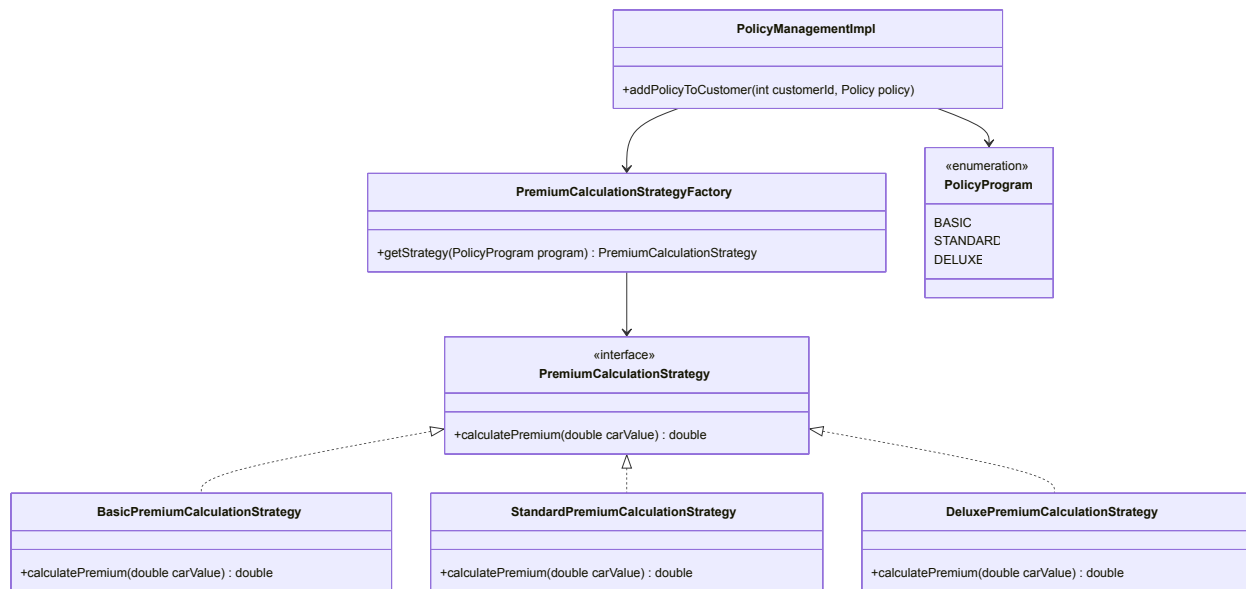 PolicyManagementImpl
+addPolicyToCustomer(int customerId, Policy policy)
«enumeration»
PolicyProgram
BASIC
STANDARD
DELUXE
PremiumCalculationStrategyFactory
+getStrategy(PolicyProgram program) : PremiumCalculationStrategy
«interface»
PremiumCalculationStrategy
+calculatePremium(double carValue) : double
BasicPremiumCalculationStrategy
+calculatePremium(double carValue) : double
StandardPremiumCalculationStrategy
+calculatePremium(double carValue) : double
DeluxePremiumCalculationStrategy
+calculatePremium(double carValue) : double